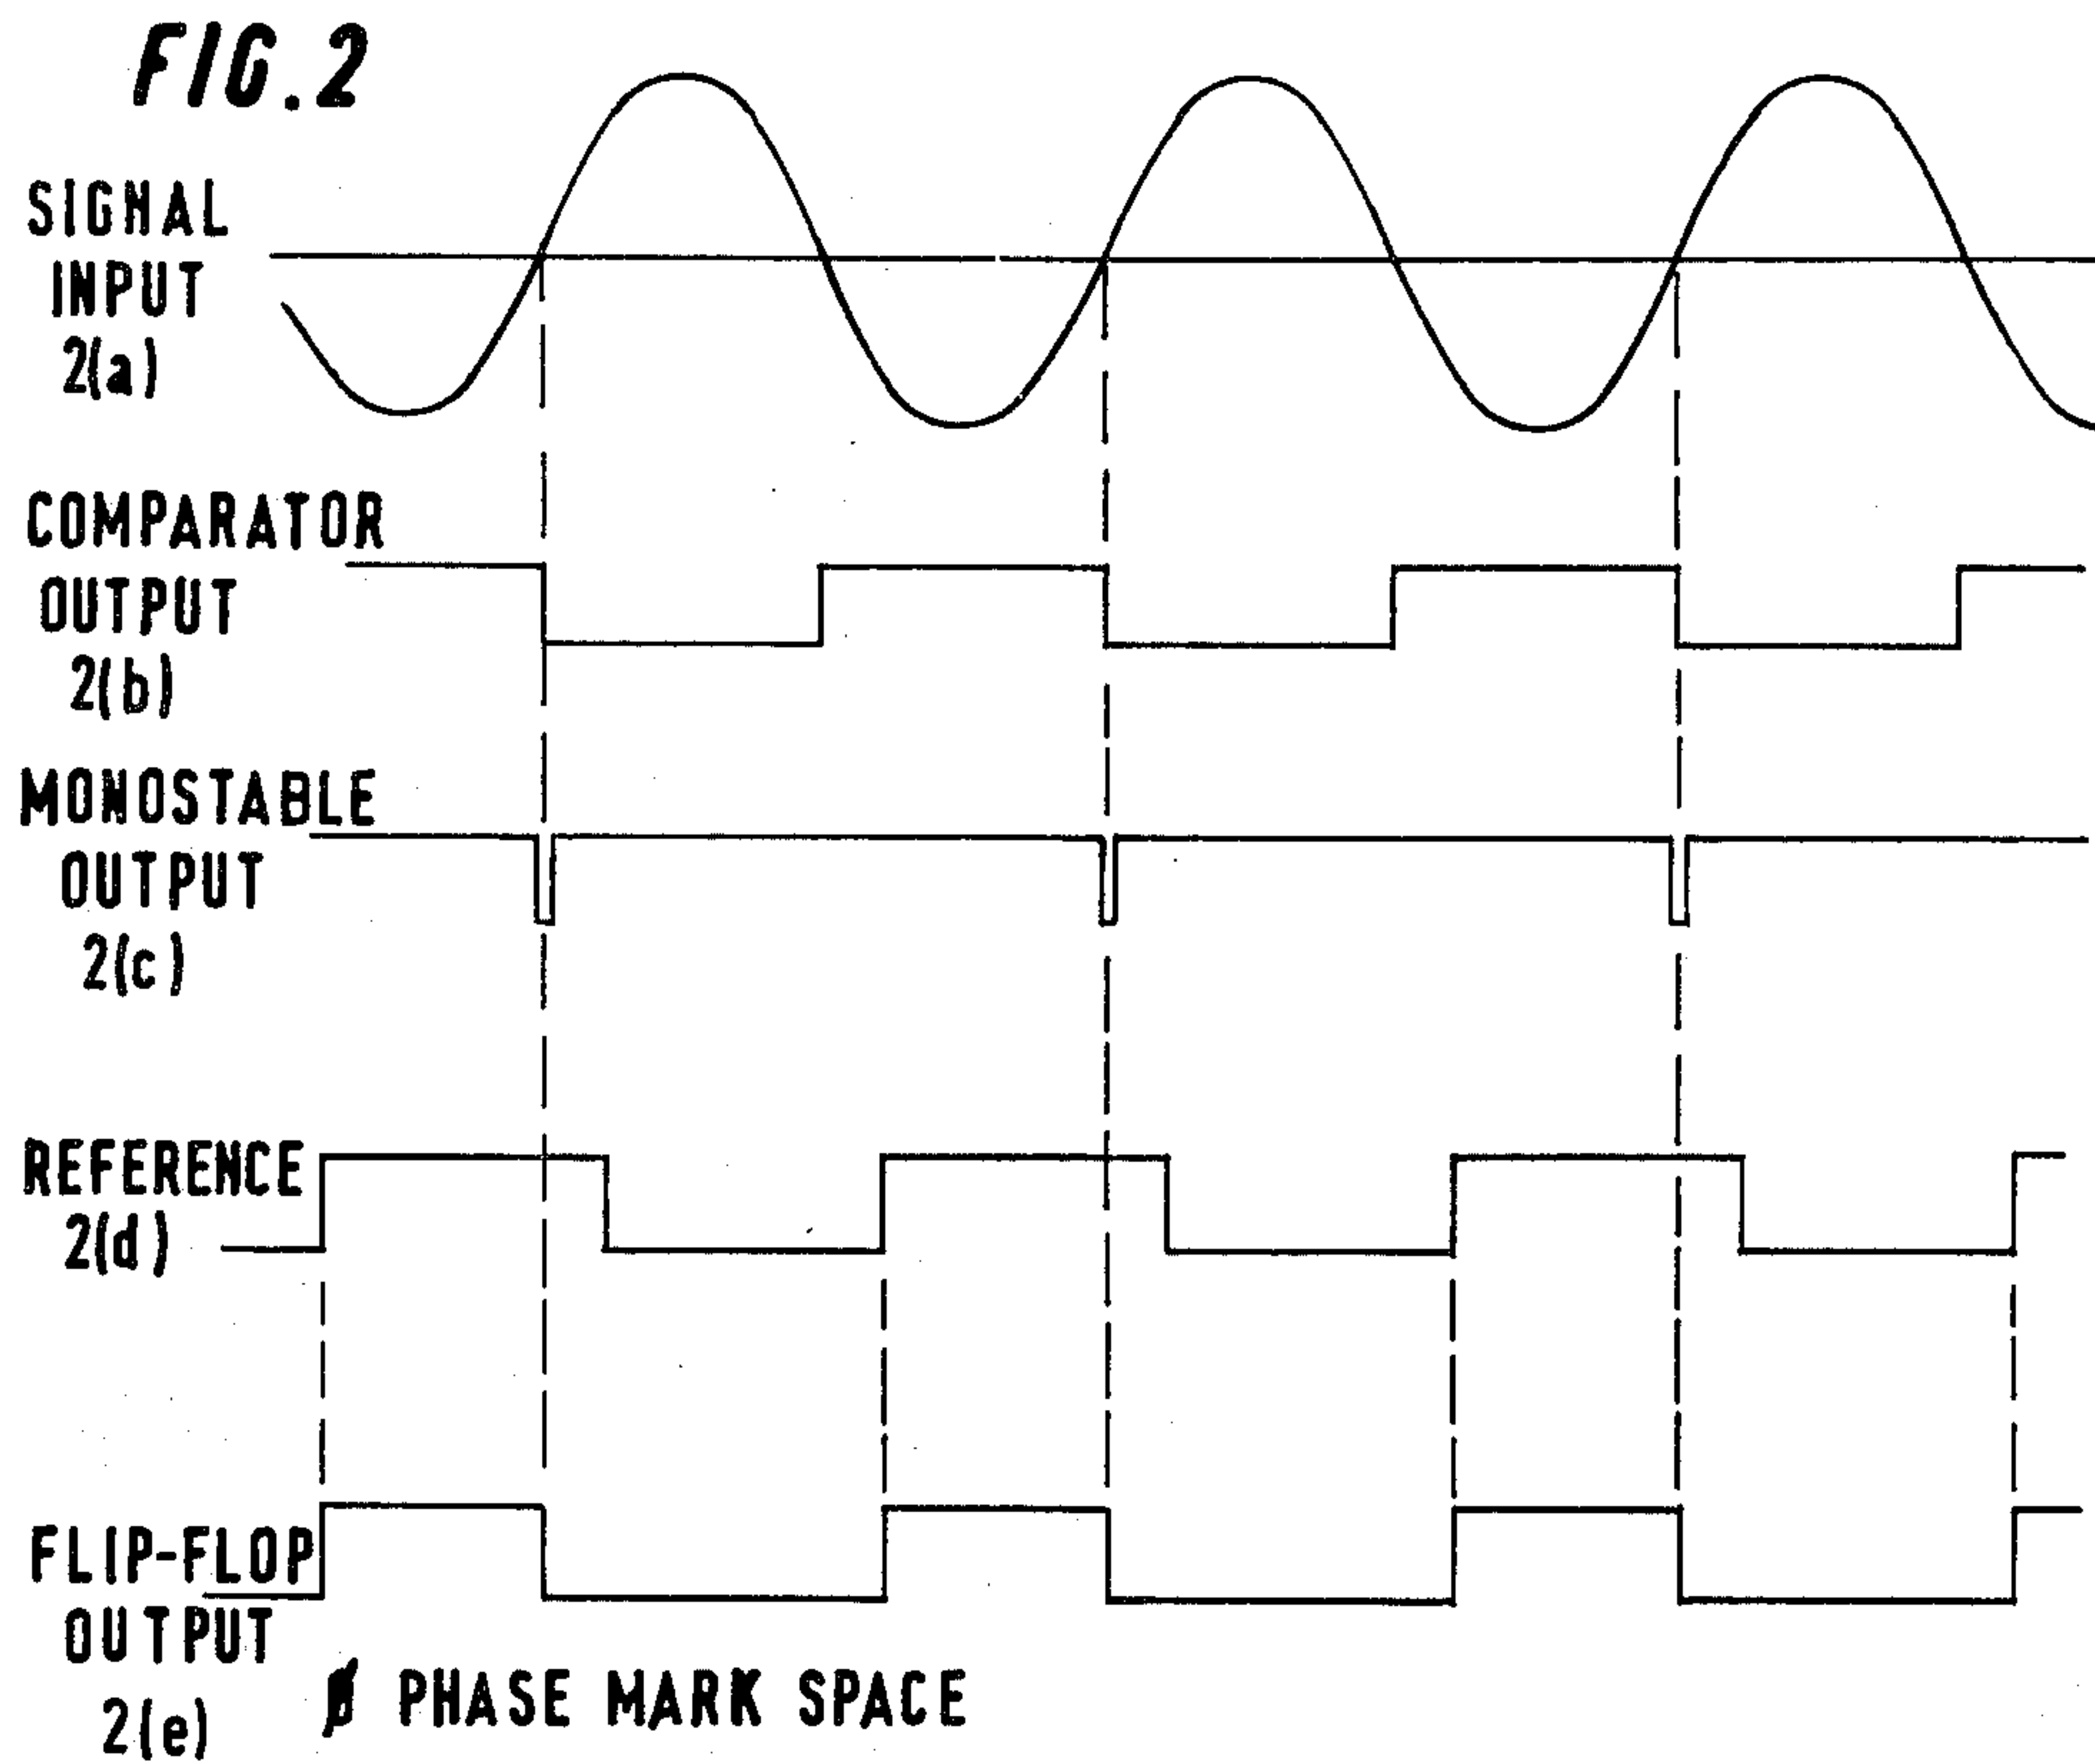 FIG.2
SIGNAL
INPUT
2(a)
COMPARATOR
OUTPUT
2(b)
MONOSTABLE
OUTPUT
2(c)
REFERENCE
2(d)
FLIP-FLOP
OUTPUT
2(e)
Ø PHASE MARK SPACE